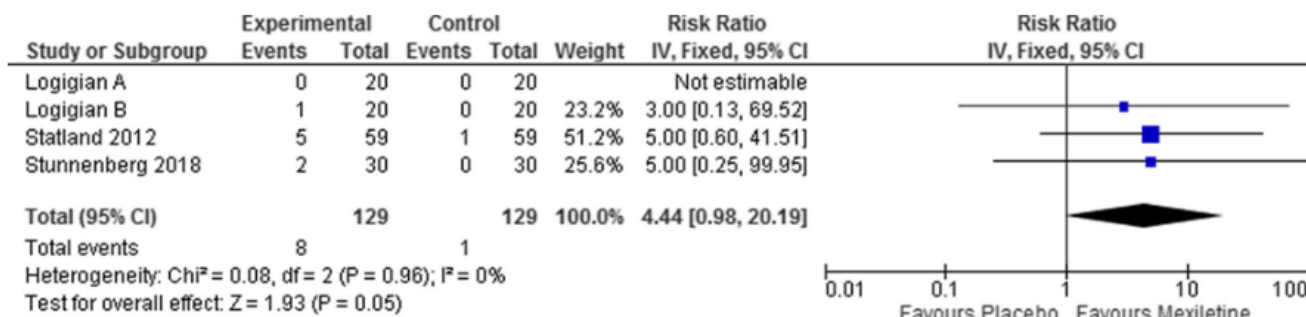 Experimental Control Risk Ratio Risk Ratio
Study or Subgroup Events Total Events Total Weight IV, Fixed, 95% CI IV, Fixed, 95% CI
Logigian A 0 20 0 20 Not estimable
Logigian B 1 20 0 20 23.2% 3.00 [0.13, 69.52]
Statland 2012 5 59 1 59 51.2% 5.00 [0.60, 41.51]
Stunnenberg 2018 2 30 0 30 25.6% 5.00 [0.25, 99.95]
Total (95% CI) 129 129 100.0% 4.44 [0.98, 20.19]
Total events 8 1
Heterogeneity: Chi² = 0.08, df = 2 (P = 0.96); I² = 0%
Test for overall effect: Z = 1.93 (P = 0.05)
0.01 0.1 1 10 100
Favours Placebo Favours Mexiletine